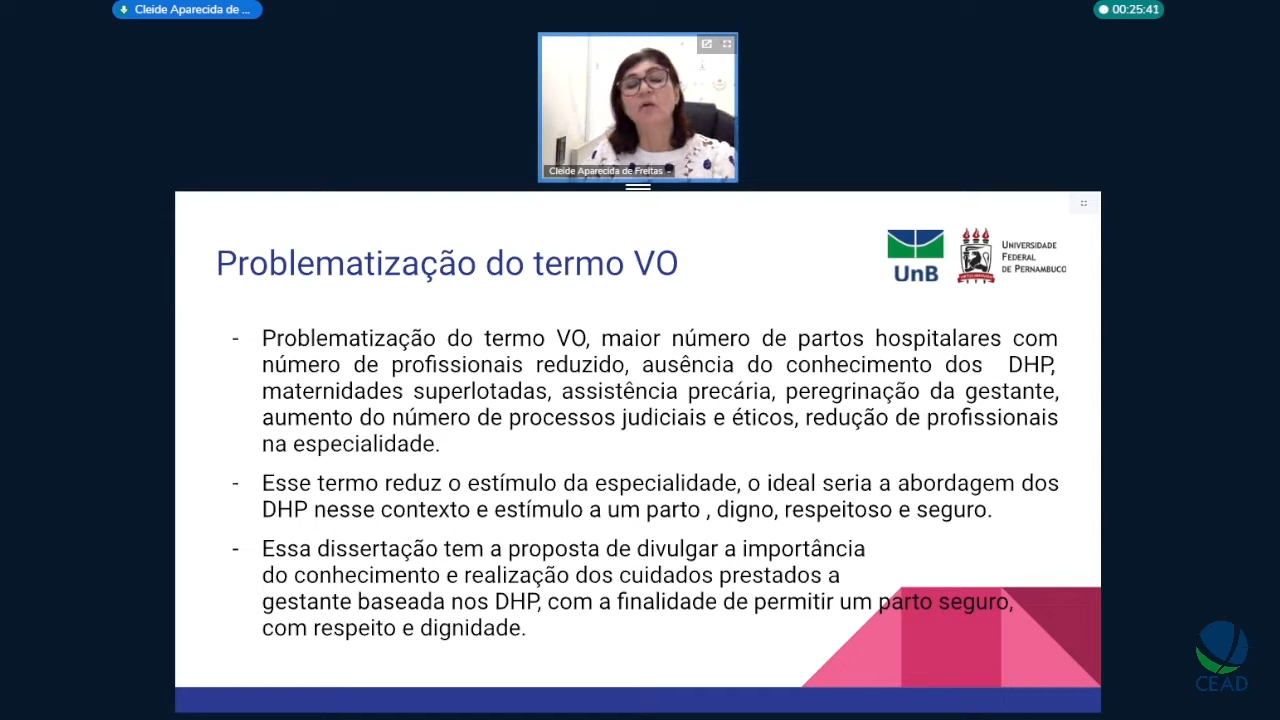 Cleide Aparecida de ...
00:25:41
Cleide Aparecida de Freitas -
Problematização do termo VO
UnB
UNIVERSIDADE
FEDERAL
DE PERNAMBUCO
- Problematização do termo VO, maior número de partos hospitalares com
número de profissionais reduzido, ausência do conhecimento dos DHP,
maternidades superlotadas, assistência precária, peregrinação da gestante,
aumento do número de processos judiciais e éticos, redução de profissionais
na especialidade.
- Esse termo reduz o estímulo da especialidade, o ideal seria a abordagem dos
DHP nesse contexto e estímulo a um parto , digno, respeitoso e seguro.
- Essa dissertação tem a proposta de divulgar a importância
do conhecimento e realização dos cuidados prestados a
gestante baseada nos DHP, com a finalidade de permitir um parto seguro,
com respeito e dignidade.
CEAD